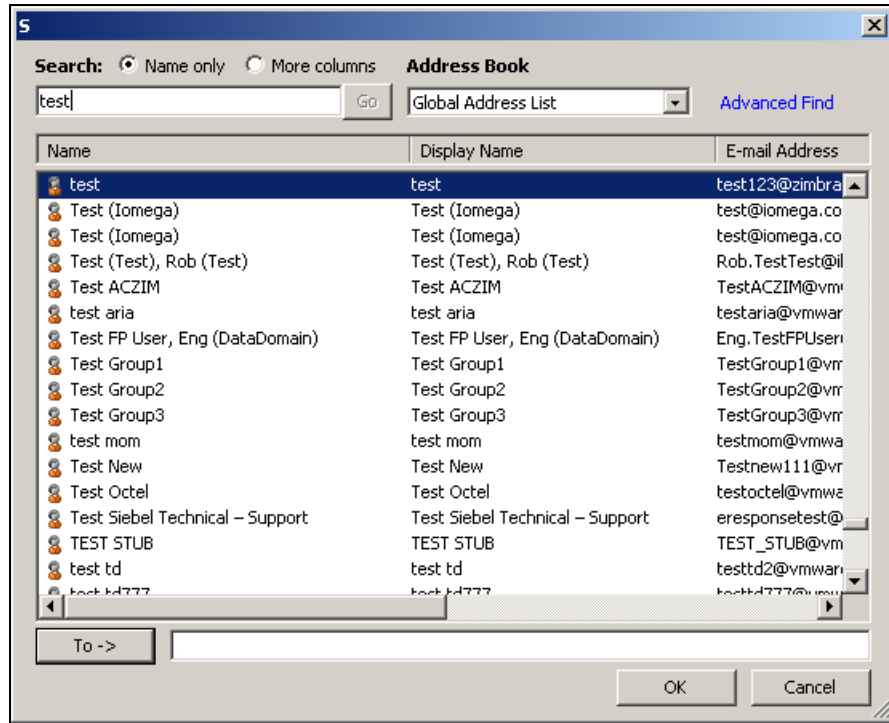 S
Search: Name only More columns Address Book
test Go Global Address List Advanced Find
Name Display Name E-mail Address
test test test123@zimbra
Test (Iomega) Test (Iomega) test@iomega.co
Test (Iomega) Test (Iomega) test@iomega.co
Test (Test), Rob (Test) Test (Test), Rob (Test) Rob.TestTest@il
Test ACZIM Test ACZIM TestACZIM@vm
test aria test aria testaria@vmwar
Test FP User, Eng (DataDomain) Test FP User, Eng (DataDomain) Eng.TestFPUser
Test Group1 Test Group1 TestGroup1@vm
Test Group2 Test Group2 TestGroup2@vm
Test Group3 Test Group3 TestGroup3@vm
test mom test mom testmom@vmwa
Test New Test New Testnew111@v
Test Octel Test Octel testoctel@vmwa
Test Siebel Technical – Support Test Siebel Technical – Support eresponsetest@
TEST STUB TEST STUB TEST_STUB@vm
test td test td testtd2@vmwar
test td777 test td777
To ->
OK Cancel